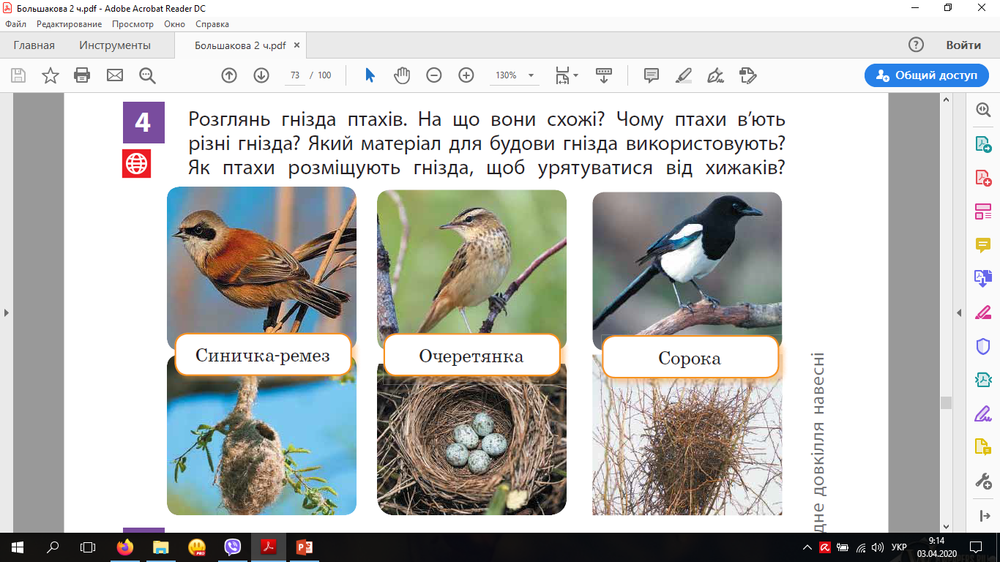 Большакова 2 ч.pdf - Adobe Acrobat Reader DC
Файл Редактирование Просмотр Окно Справка
Главная Инструменты Большакова 2 ч.pdf × Войти
73 / 100 130% Общий доступ
4
Розглянь гнізда птахів. На що вони схожі? Чому птахи в’ють
різні гнізда? Який матеріал для будови гнізда використовують?
Як птахи розміщують гнізда, щоб урятуватися від хижаків?
Синичка-ремез Очеретянка Сорока
дне довкілля навесні
PRO
УКР 9:14
03.04.2020